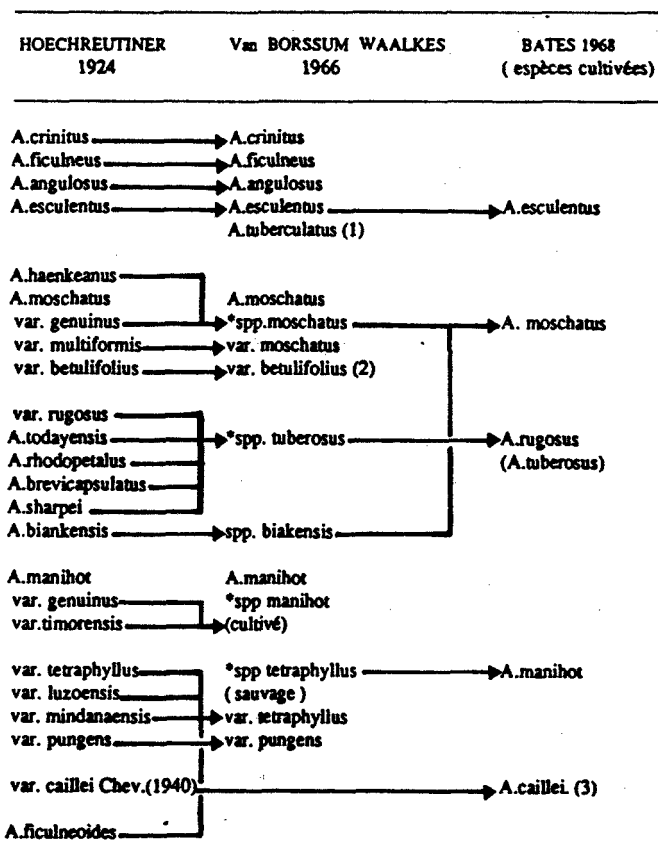 HOECHREUTINER Van BORSSUM WAALKES BATES 1968
1924 1966 ( espèces cultivées)
A.crinitus A.crinitus
A.ficulneus A.ficulneus
A.angulosus A.angulosus
A.esculentus A.esculentus A.esculentus
A.tuberculatus (1)
A.haenkeanus
A.moschatus A.moschatus
var. genuinus *spp.moschatus A. moschatus
var. multiformis var. moschatus
var. betulifolius var. betulifolius (2)
var. rugosus
A.todayensis *spp. tuberosus A.rugosus
A.rhodopetalus (A.tuberosus)
A.brevicapsulatus
A.sharpei
A.biankensis spp. biakensis
A.manihot A.manihot
var. genuinus *spp manihot
var.timorensis (cultivé)
var. tetraphyllus *spp tetraphyllus A.manihot
var. luzoensis ( sauvage )
var. mindanaensis var. tetraphyllus
var. pungens var. pungens
var. caillei Chev.(1940) A.caillei. (3)
A.ficulneoides